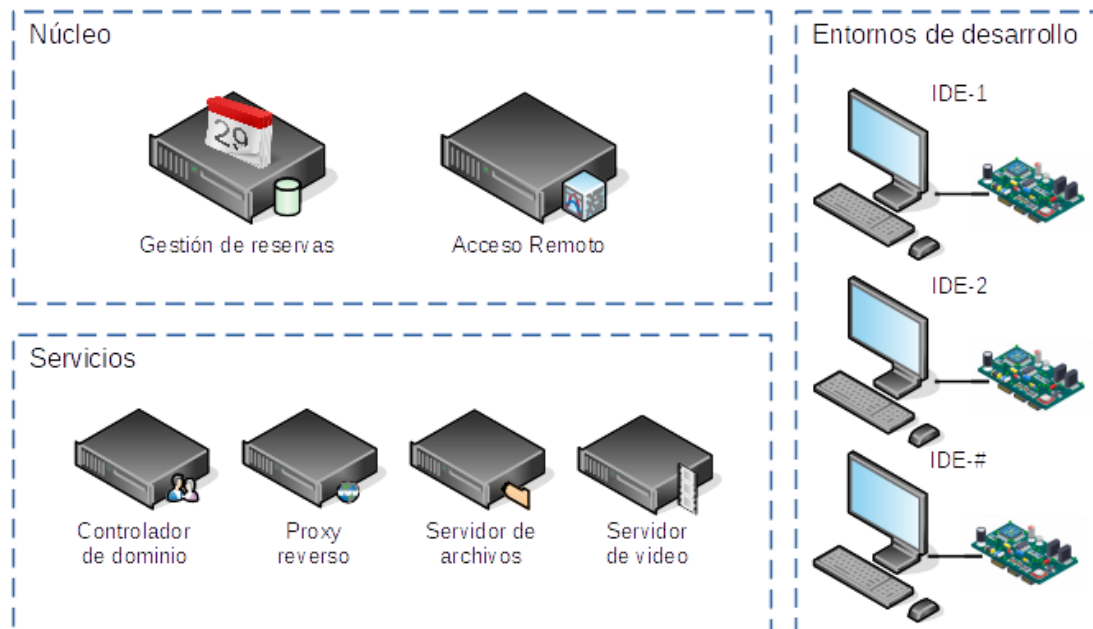 Núcleo
29
Gestión de reservas
Acceso Remoto
Servicios
Controlador
de dominio
Proxy
reverso
Servidor de
archivos
Servidor
de video
Entornos de desarrollo
IDE-1
IDE-2
IDE-#